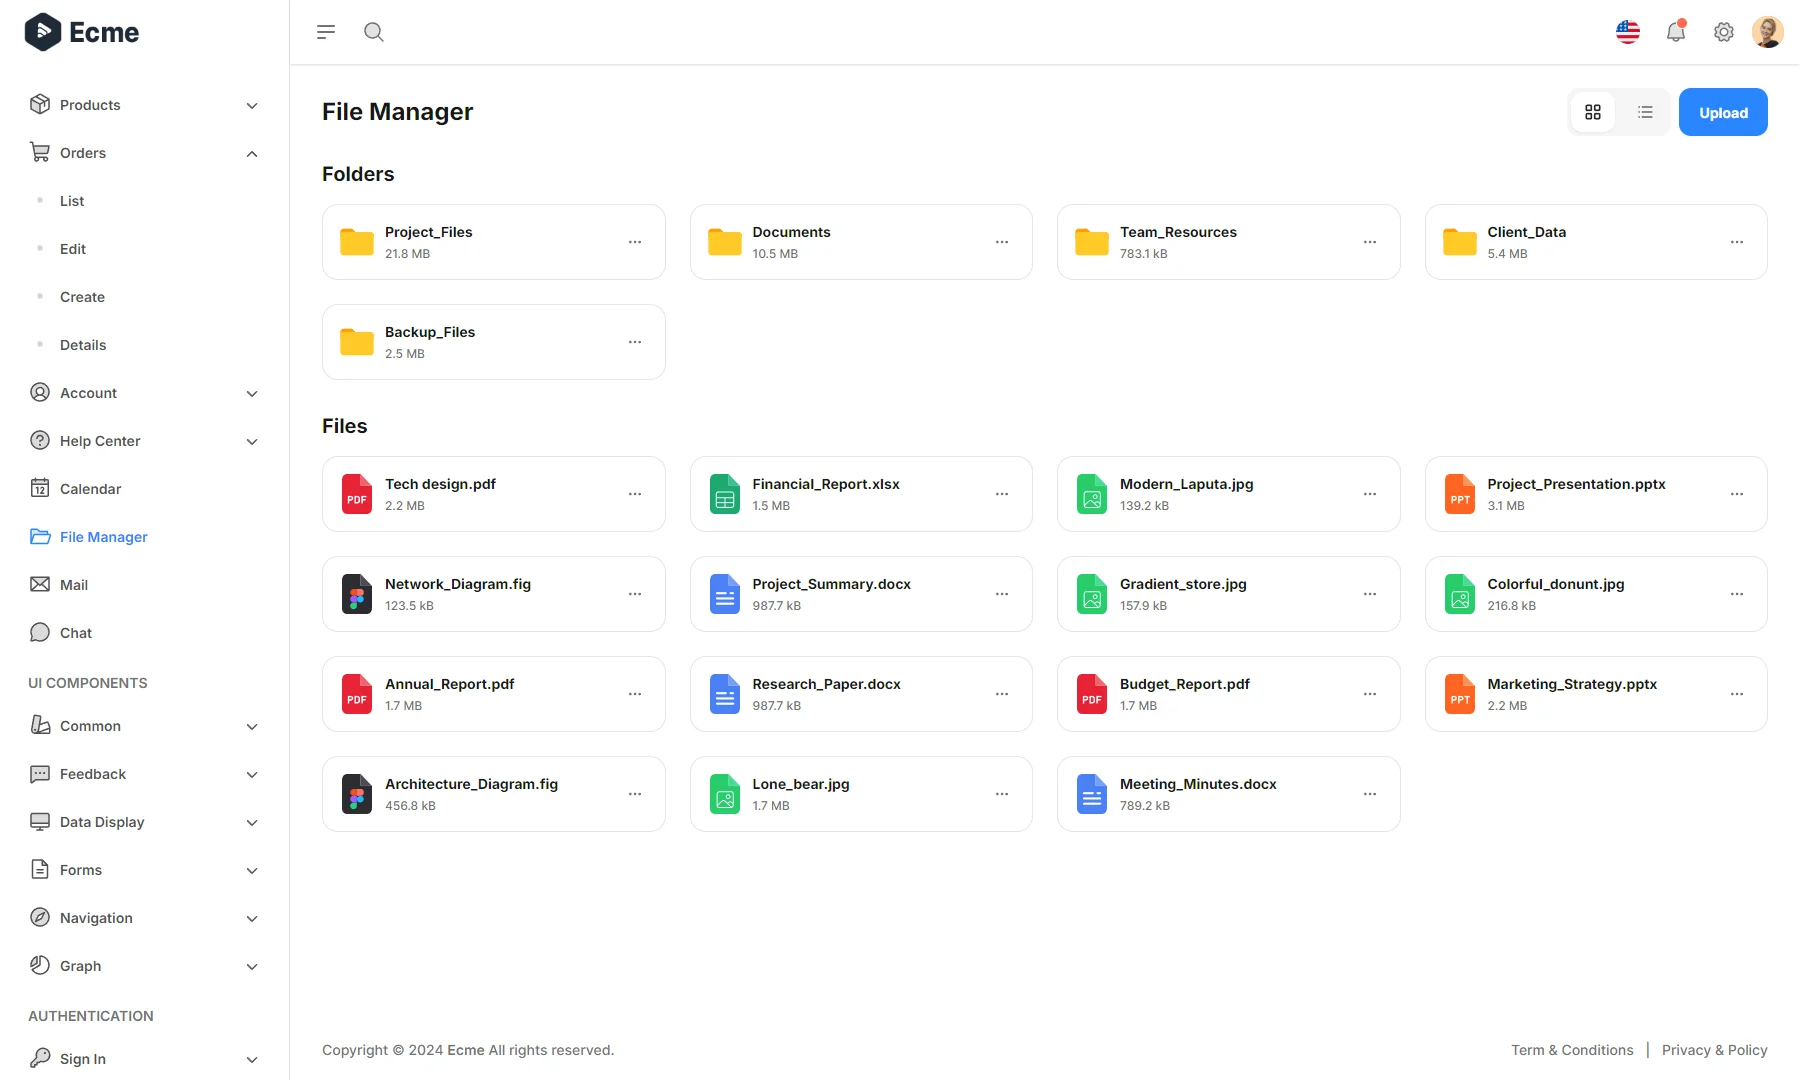 Ecme
Products
Orders
List
Edit
Create
Details
Account
Help Center
12
Calendar
File Manager
Mail
Chat
UI COMPONENTS
Common
Feedback
Data Display
Forms
Navigation
Graph
AUTHENTICATION
Sign In
File Manager
Upload
Folders
Project_Files
21.8 MB
Documents
10.5 MB
Team_Resources
783.1 kB
Client_Data
5.4 MB
Backup_Files
2.5 MB
Files
PDF
Tech design.pdf
2.2 MB
Financial_Report.xlsx
1.5 MB
Modern_Laputa.jpg
139.2 kB
PPT
Project_Presentation.pptx
3.1 MB
Network_Diagram.fig
123.5 kB
Project_Summary.docx
987.7 kB
Gradient_store.jpg
157.9 kB
Colorful_donunt.jpg
216.8 kB
PDF
Annual_Report.pdf
1.7 MB
Research_Paper.docx
987.7 kB
PDF
Budget_Report.pdf
1.7 MB
PPT
Marketing_Strategy.pptx
2.2 MB
Architecture_Diagram.fig
456.8 kB
Lone_bear.jpg
1.7 MB
Meeting_Minutes.docx
789.2 kB
Copyright © 2024 Ecme All rights reserved.
Term & Conditions | Privacy & Policy